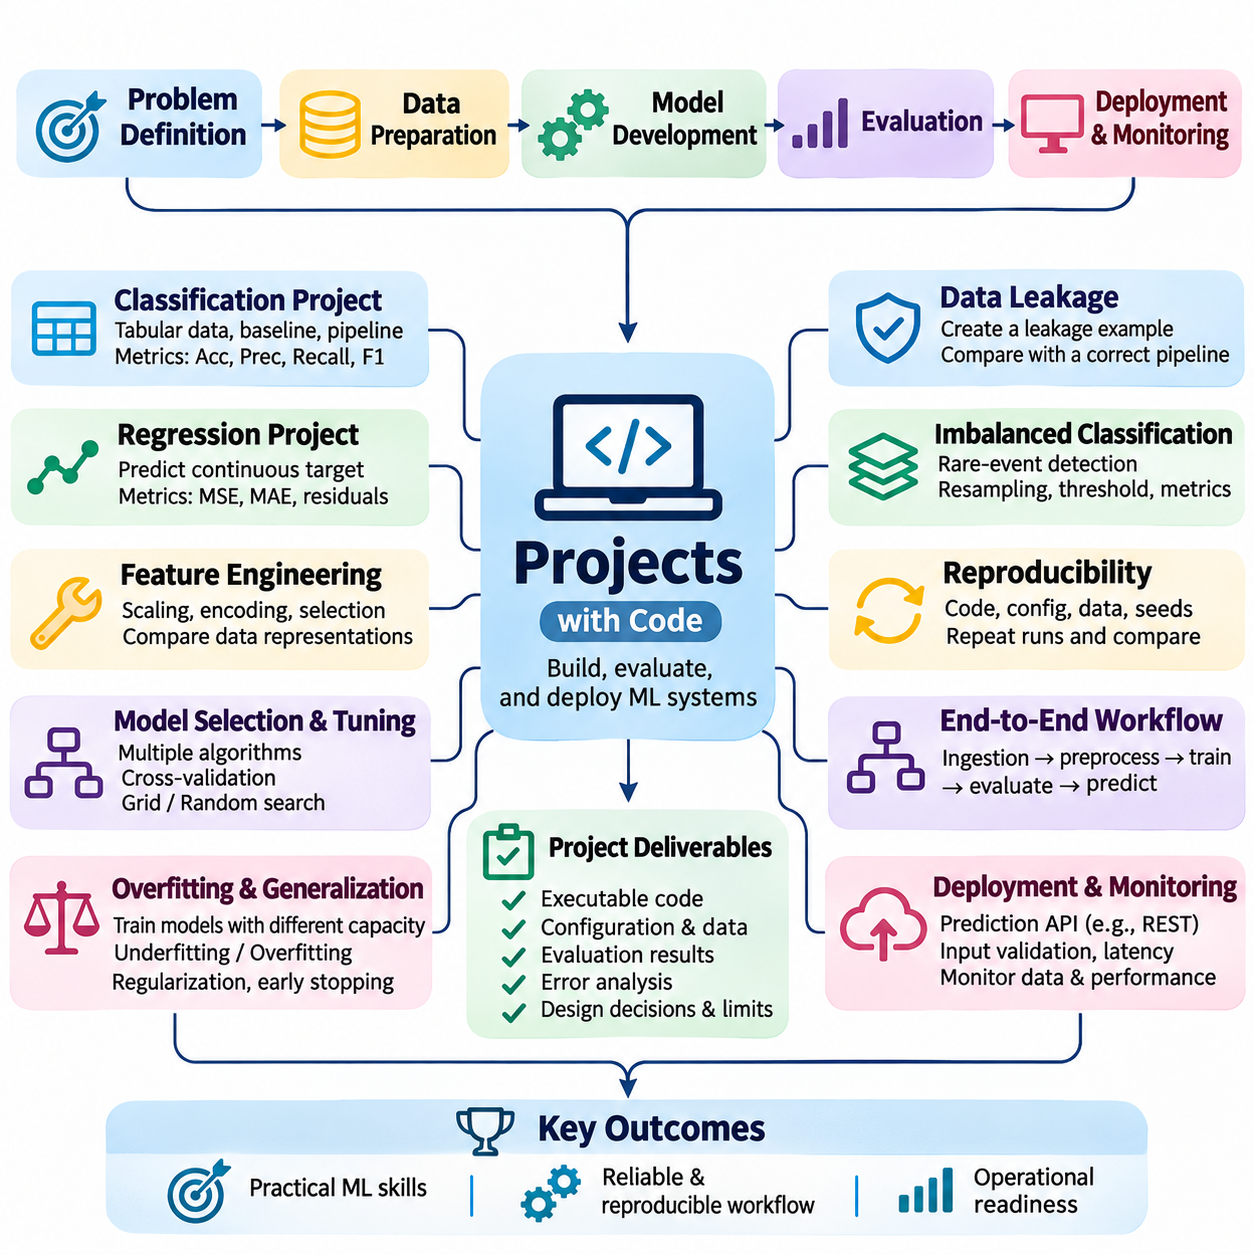 Problem
Definition
Data
Preparation
Model
Development
Evaluation
Deployment
& Monitoring
Classification Project
Tabular data, baseline, pipeline
Metrics: Acc, Prec, Recall, F1
Regression Project
Predict continuous target
Metrics: MSE, MAE, residuals
Feature Engineering
Scaling, encoding, selection
Compare data representations
Model Selection & Tuning
Multiple algorithms
Cross-validation
Grid / Random search
Overfitting & Generalization
Train models with different capacity
Underfitting / Overfitting
Regularization, early stopping
</>
Projects
with Code
Build, evaluate,
and deploy ML systems
Project Deliverables
Executable code
Configuration & data
Evaluation results
Error analysis
Design decisions & limits
Data Leakage
Create a leakage example
Compare with a correct pipeline
Imbalanced Classification
Rare-event detection
Resampling, threshold, metrics
Reproducibility
Code, config, data, seeds
Repeat runs and compare
End-to-End Workflow
Ingestion → preprocess → train
→ evaluate → predict
Deployment & Monitoring
Prediction API (e.g., REST)
Input validation, latency
Monitor data & performance
Key Outcomes
Practical ML skills
Reliable &
reproducible workflow
Operational
readiness